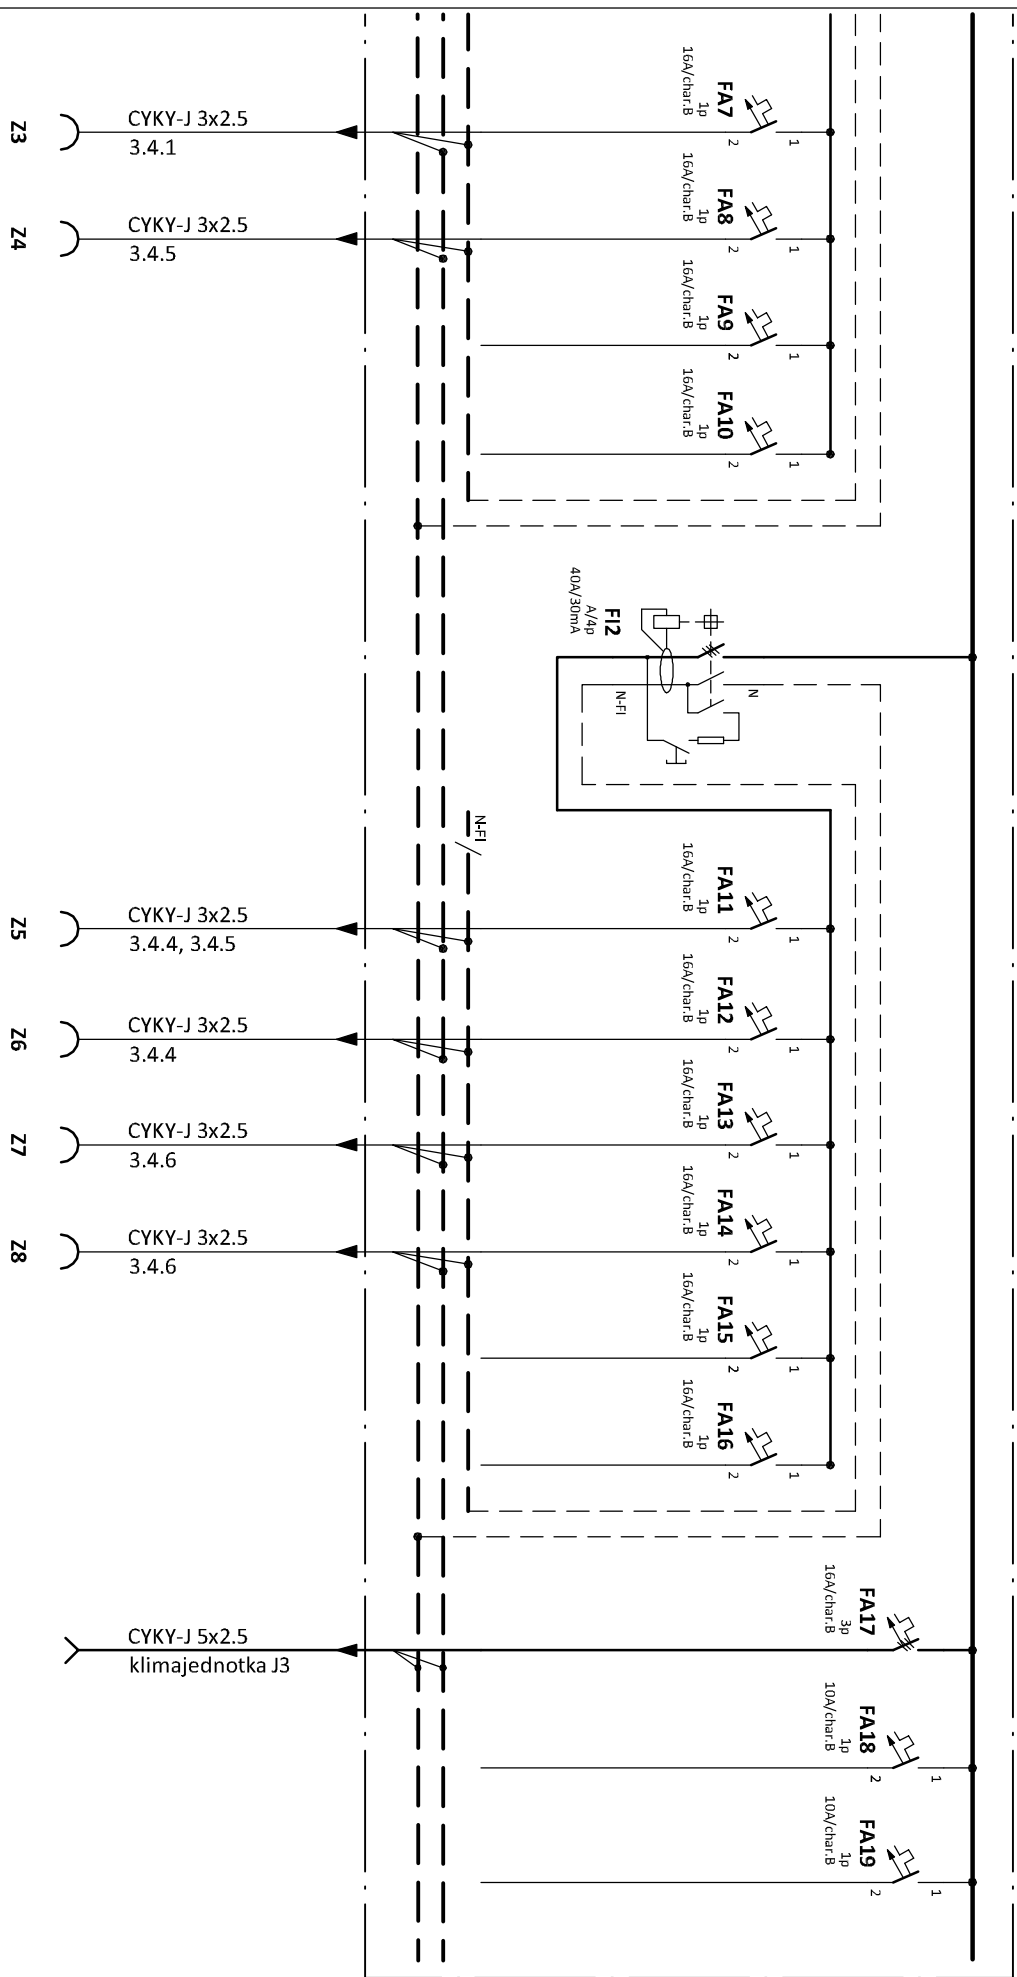 FA7
1p
16A/char.B
1
2
CYKY-J 3x2.5
3.4.1
Z3
FA8
1p
16A/char.B
1
2
CYKY-J 3x2.5
3.4.5
Z4
FA9
1p
16A/char.B
1
2
FA10
1p
16A/char.B
1
2
FI2
A/4p
40A/30mA
N
N-FI
N-FI
FA11
1p
16A/char.B
1
2
CYKY-J 3x2.5
3.4.4, 3.4.5
Z5
FA12
1p
16A/char.B
1
2
CYKY-J 3x2.5
3.4.4
Z6
FA13
1p
16A/char.B
1
2
CYKY-J 3x2.5
3.4.6
Z7
FA14
1p
16A/char.B
1
2
CYKY-J 3x2.5
3.4.6
Z8
FA15
1p
16A/char.B
1
2
FA16
1p
16A/char.B
1
2
FA17
3p
16A/char.B
CYKY-J 5x2.5
klimajednotka J3
FA18
1p
10A/char.B
1
2
FA19
1p
10A/char.B
1
2